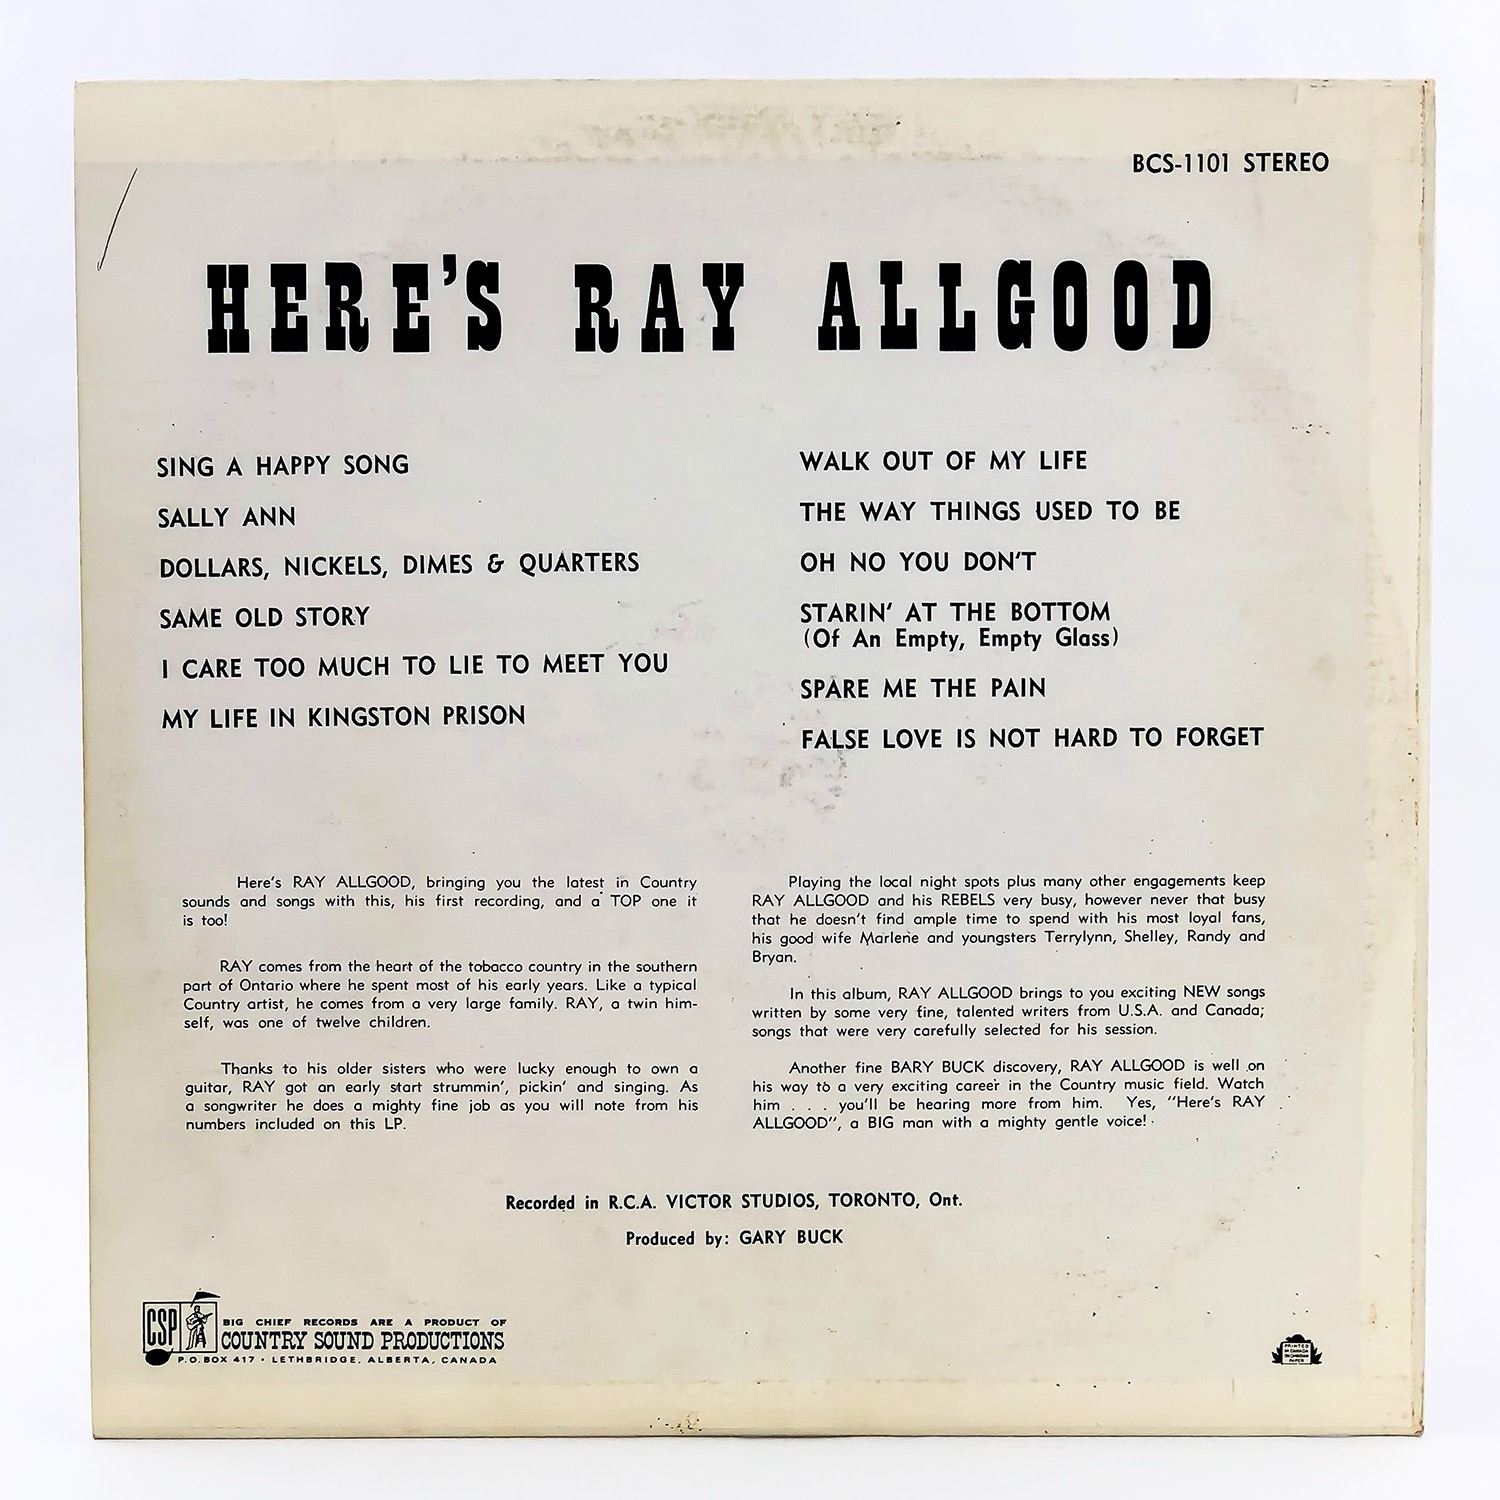 BCS-1101 STEREO
HERE'S RAY ALLGOOD
SING A HAPPY SONG
SALLY ANN
DOLLARS, NICKELS, DIMES & QUARTERS
SAME OLD STORY
I CARE TOO MUCH TO LIE TO MEET YOU
MY LIFE IN KINGSTON PRISON
WALK OUT OF MY LIFE
THE WAY THINGS USED TO BE
OH NO YOU DON'T
STARIN' AT THE BOTTOM
(Of An Empty, Empty Glass)
SPARE ME THE PAIN
FALSE LOVE IS NOT HARD TO FORGET
Here's RAY ALLGOOD, bringing you the latest in Country
sounds and songs with this, his first recording, and a TOP one it
is too!
RAY comes from the heart of the tobacco country in the southern
part of Ontario where he spent most of his early years. Like a typical
Country artist, he comes from a very large family. RAY, a twin him-
self, was one of twelve children.
Thanks to his older sisters who were lucky enough to own a
guitar, RAY got an early start strummin', pickin' and singing. As
a songwriter he does a mighty fine job as you will note from his
numbers included on this LP.
Playing the local night spots plus many other engagements keep
RAY ALLGOOD and his REBELS very busy, however never that busy
that he doesn't find ample time to spend with his most loyal fans,
his good wife Marlene and youngsters Terrylynn, Shelley, Randy and
Bryan.
In this album, RAY ALLGOOD brings to you exciting NEW songs
written by some very fine, talented writers from U.S.A. and Canada;
songs that were very carefully selected for his session.
Another fine BARY BUCK discovery, RAY ALLGOOD is well on
his way to a very exciting career in the Country music field. Watch
him . . . you'll be hearing more from him. Yes, "Here's RAY
ALLGOOD", a BIG man with a mighty gentle voice!
Recorded in R.C.A. VICTOR STUDIOS, TORONTO, Ont.
Produced by: GARY BUCK
CSP
BIG CHIEF RECORDS ARE A PRODUCT OF
COUNTRY SOUND PRODUCTIONS
P.O. BOX 417 • LETHBRIDGE, ALBERTA, CANADA
PRINTED
IN CANADA
ON CANADIAN
PAPER